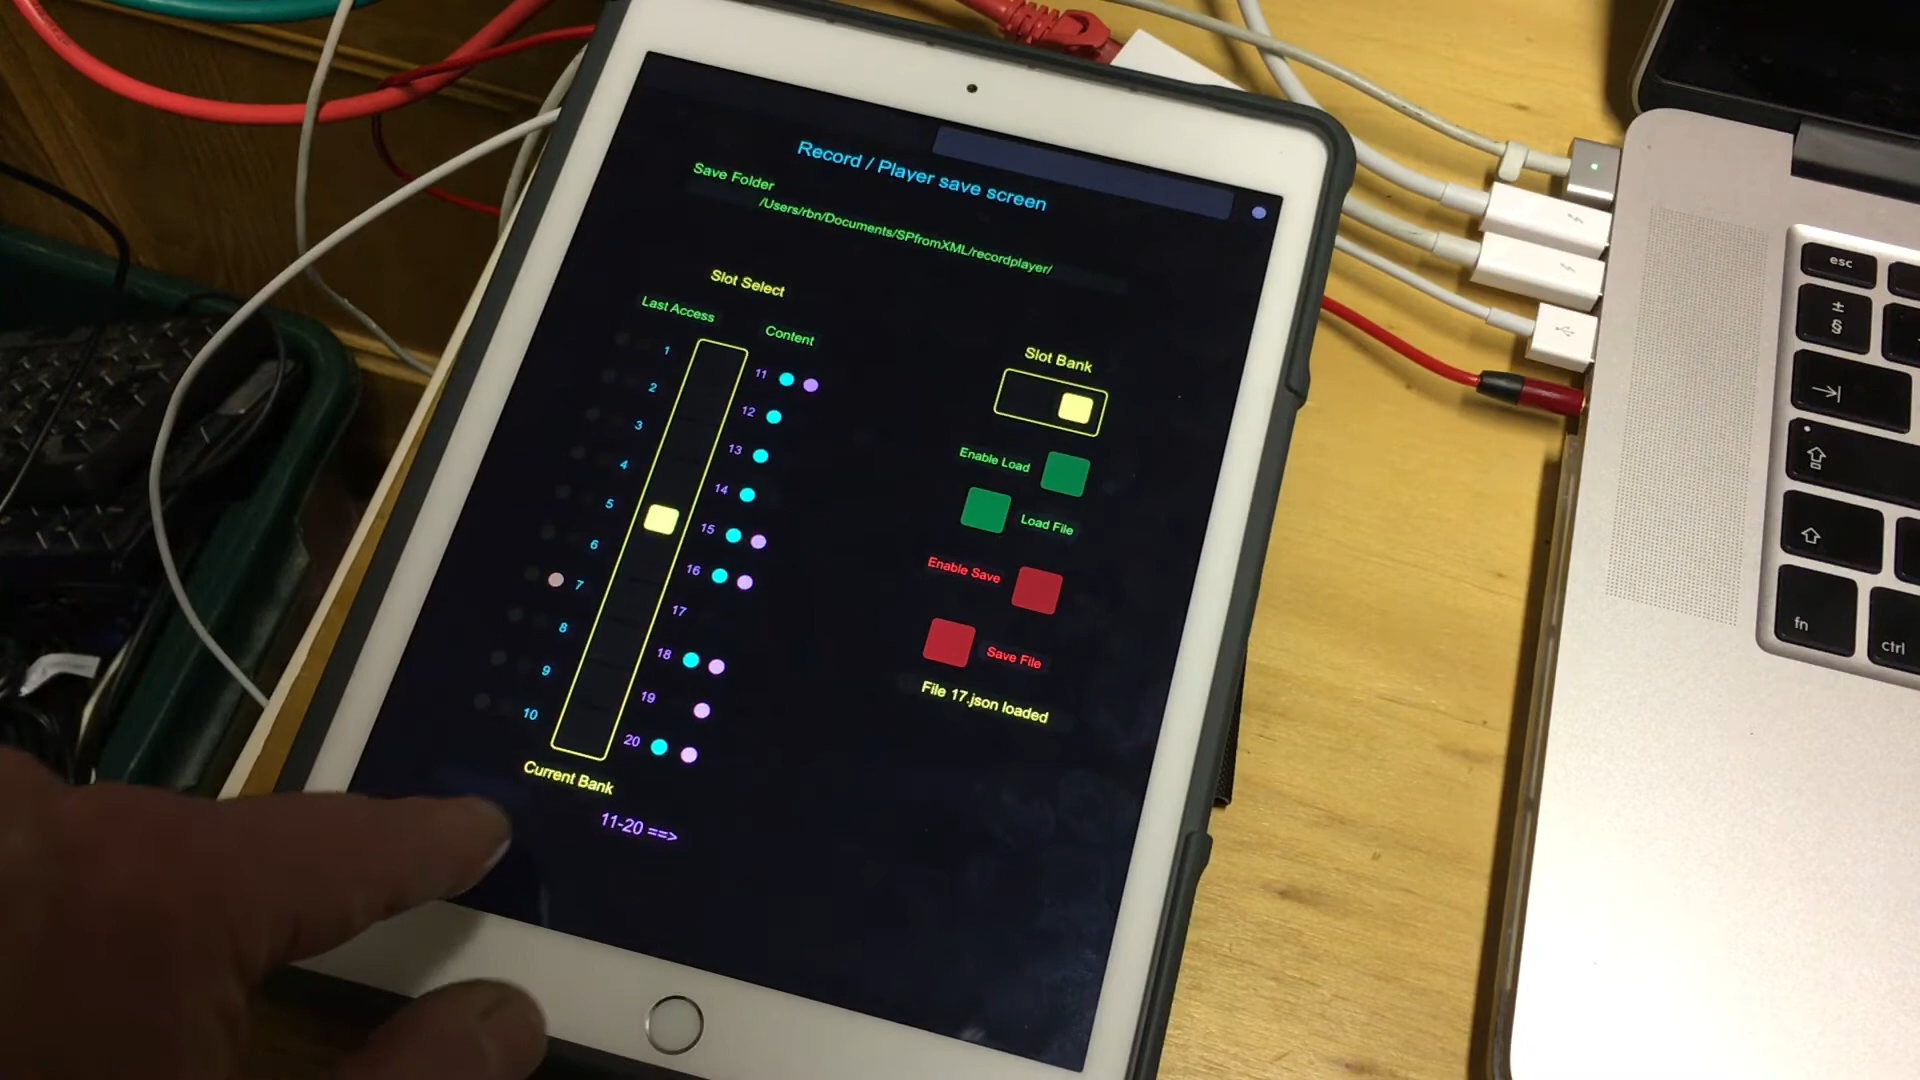 Record / Player save screen
Save Folder
/Users/rbn/Documents/SPfromXML/recordplayer/
Slot Select
Last Access
Content
Slot Bank
1
2
3
4
5
6
7
8
9
10
11
12
13
14
15
16
17
18
19
20
Enable Load
Load File
Enable Save
Save File
File 17.json loaded
Current Bank
11-20 ==>
esc
±
§
fn
ctrl